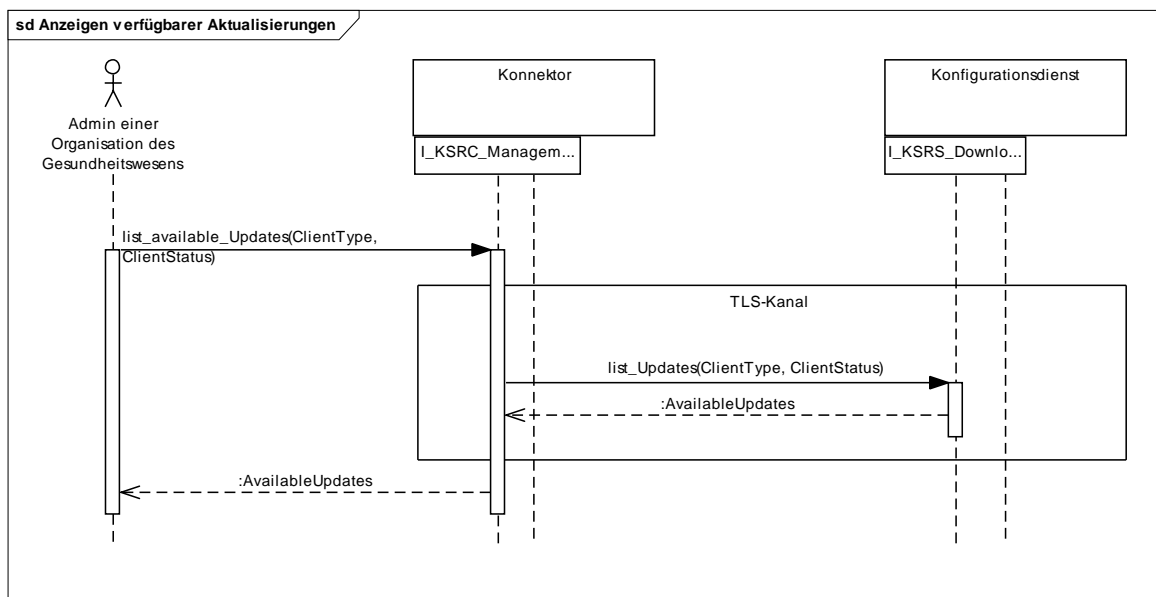 sd Anzeigen verfügbarer Aktualisierungen
Admin einer
Organisation des
Gesundheitswesens
Konnektor
I_KSRC_Managem...
Konfigurationsdienst
I_KSRS_Downlo...
list_available_Updates(ClientType,
ClientStatus)
TLS-Kanal
list_Updates(ClientType, ClientStatus)
:AvailableUpdates
:AvailableUpdates